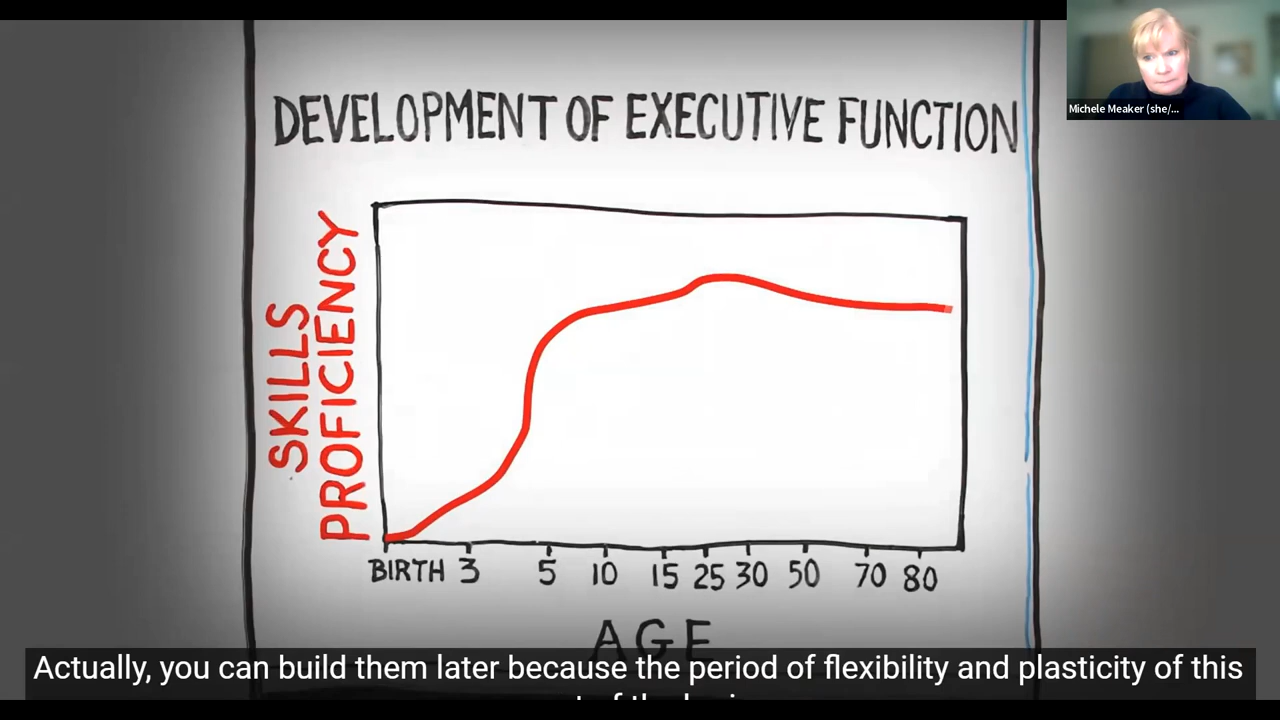 DEVELOPMENT OF EXECUTIVE FUNCTION
SKILLS
PROFICIENCY
BIRTH 3 5 10 15 25 30 50 70 80
AGE
Michele Meaker (she/...
Actually, you can build them later because the period of flexibility and plasticity of this